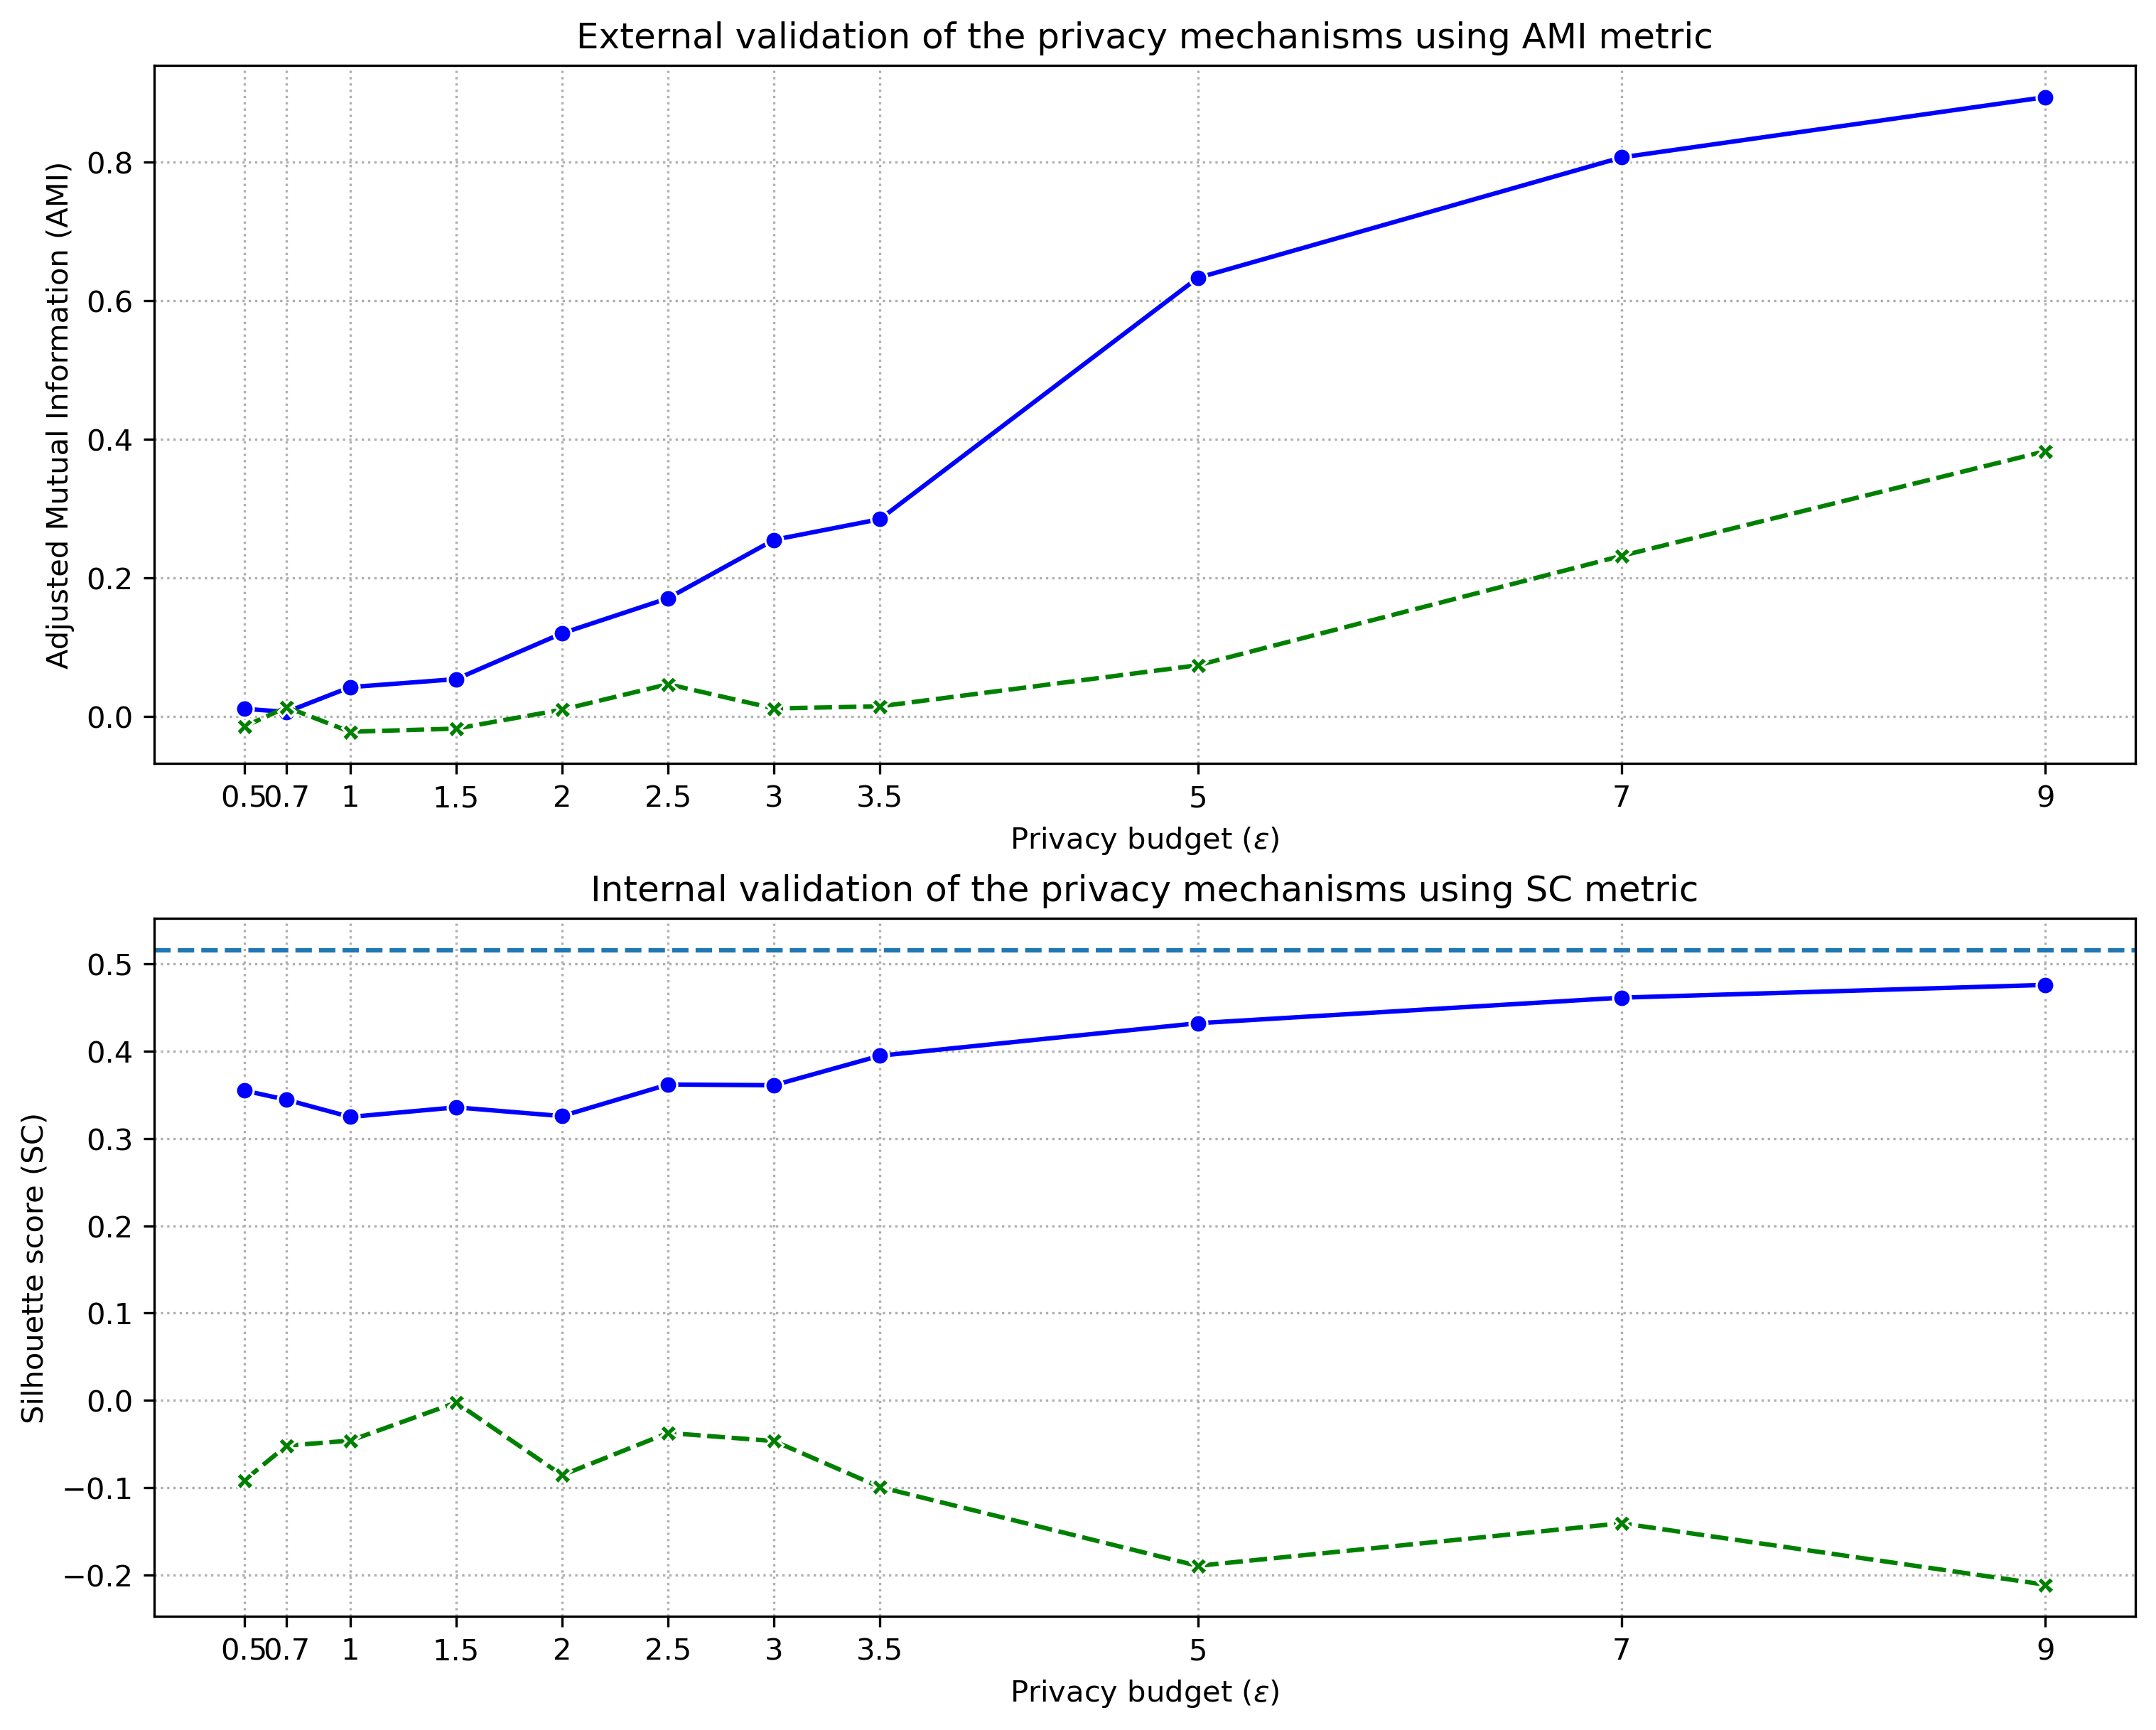 External validation of the privacy mechanisms using AMI metric
Adjusted Mutual Information (AMI)
0.8
0.6
0.4
0.2
0.0
0.5 0.7 1 1.5 2 2.5 3 3.5 5 7 9
Privacy budget (ε)
Internal validation of the privacy mechanisms using SC metric
Silhouette score (SC)
0.5
0.4
0.3
0.2
0.1
0.0
−0.1
−0.2
0.5 0.7 1 1.5 2 2.5 3 3.5 5 7 9
Privacy budget (ε)